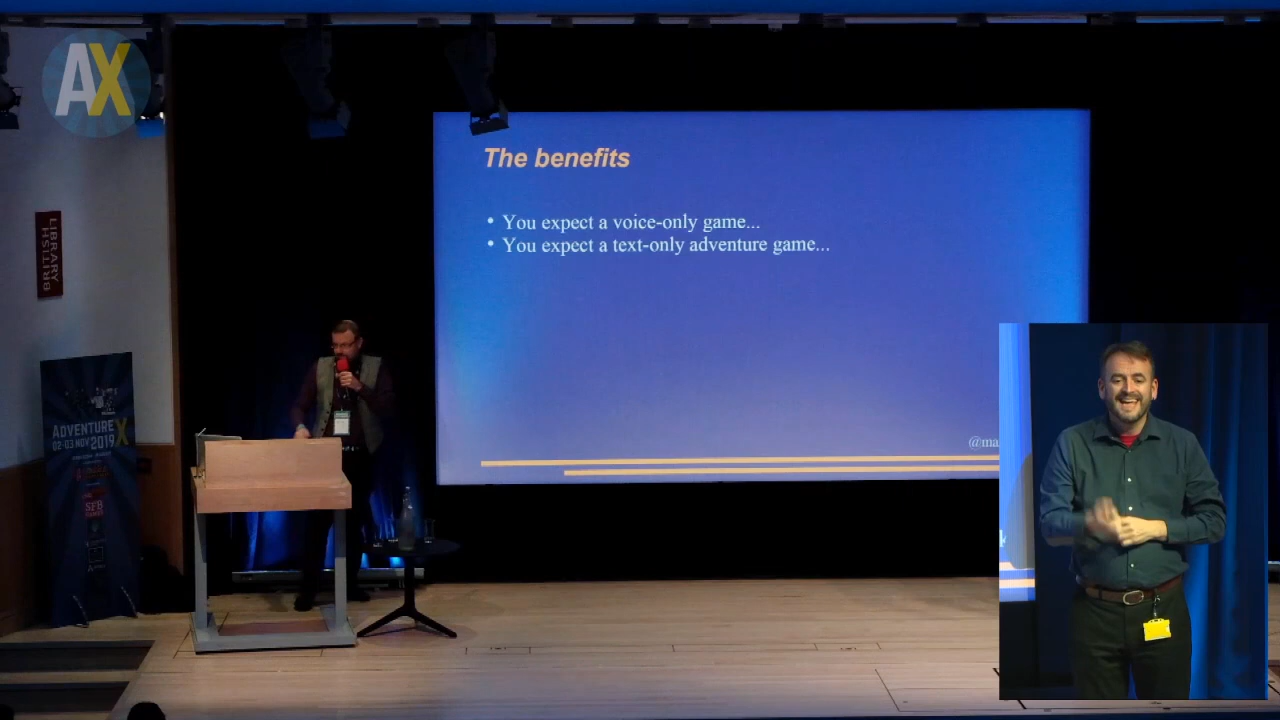 AX
The benefits
• You expect a voice-only game...
• You expect a text-only adventure game...
@ma
BRITISH
LIBRARY
ADVENTURE X
02-03 NOV 2019
SFB